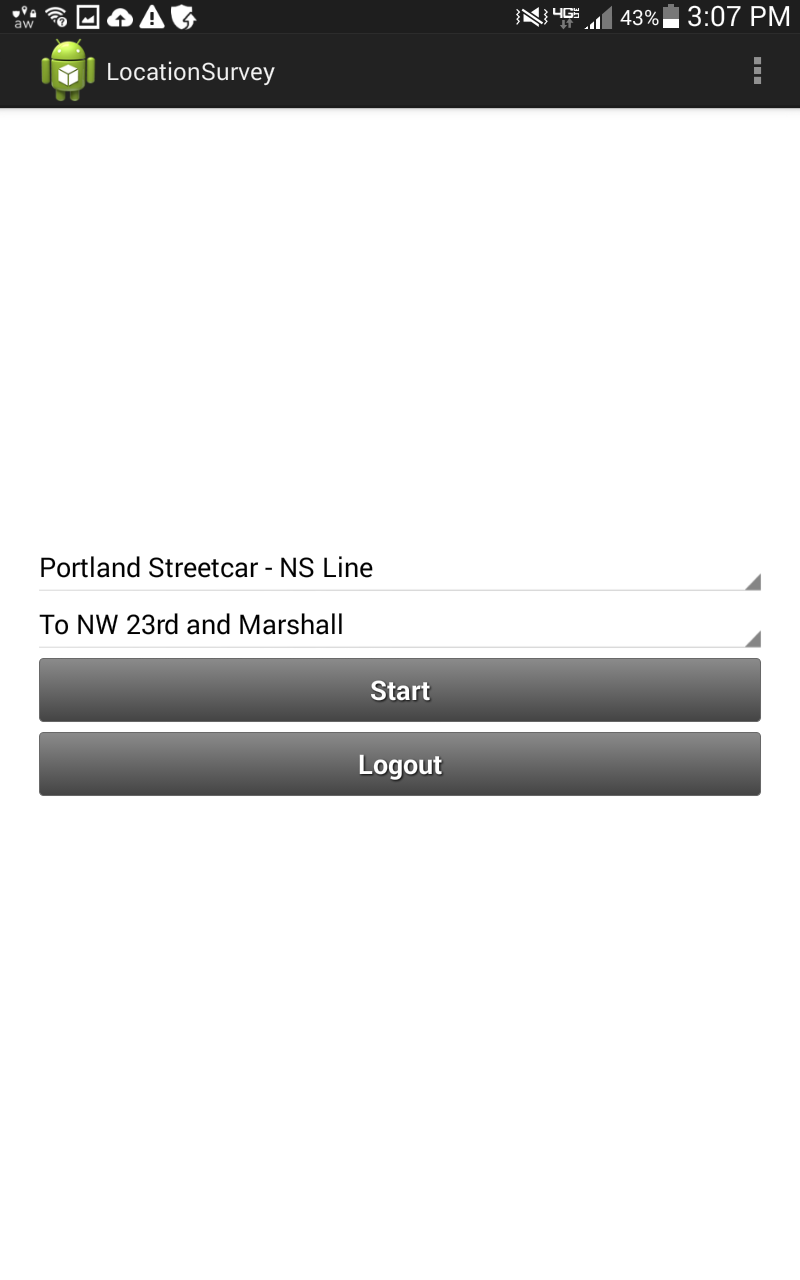 aw
4G
43%
3:07 PM
LocationSurvey
Portland Streetcar - NS Line
To NW 23rd and Marshall
Start
Logout